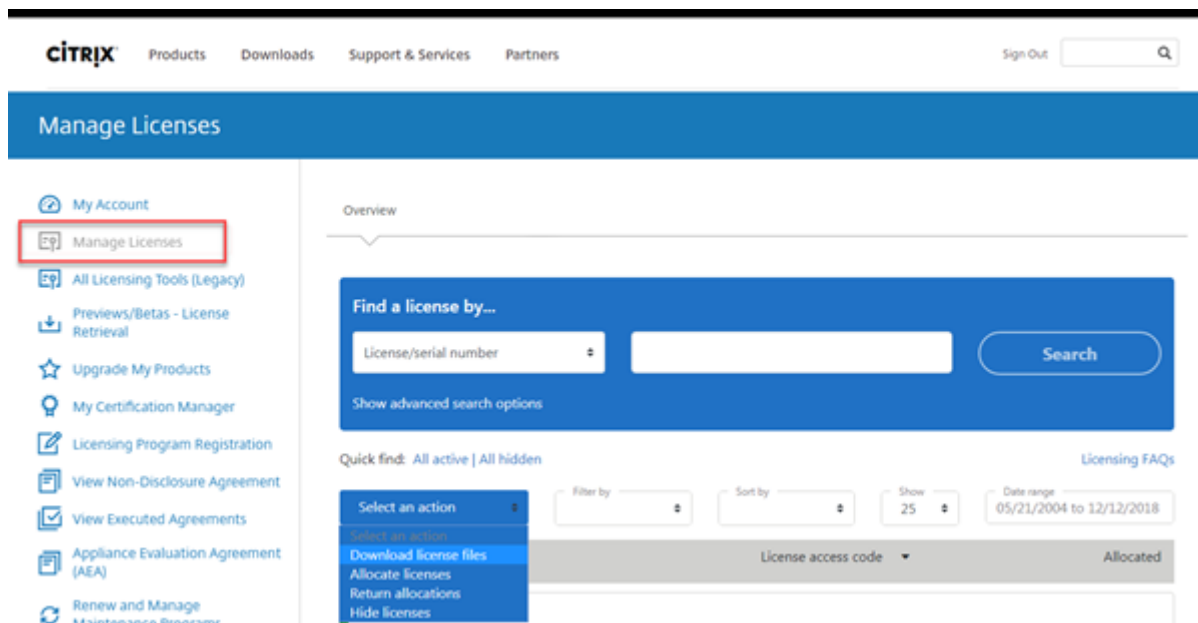 CİTRIX
Products
Downloads
Support & Services
Partners
Sign Out
Manage Licenses
My Account
Manage Licenses
All Licensing Tools (Legacy)
Previews/Betas - License
Retrieval
Upgrade My Products
My Certification Manager
Licensing Program Registration
View Non-Disclosure Agreement
View Executed Agreements
Appliance Evaluation Agreement
(AEA)
Renew and Manage
Maintenance Programs
Overview
Find a license by...
License/serial number
Search
Show advanced search options
Quick find: All active | All hidden
Licensing FAQs
Select an action
Filter by
Sort by
Show
25
Date range
05/21/2004 to 12/12/2018
Select an action
Download license files
Allocate licenses
Return allocations
Hide licenses
License access code
Allocated